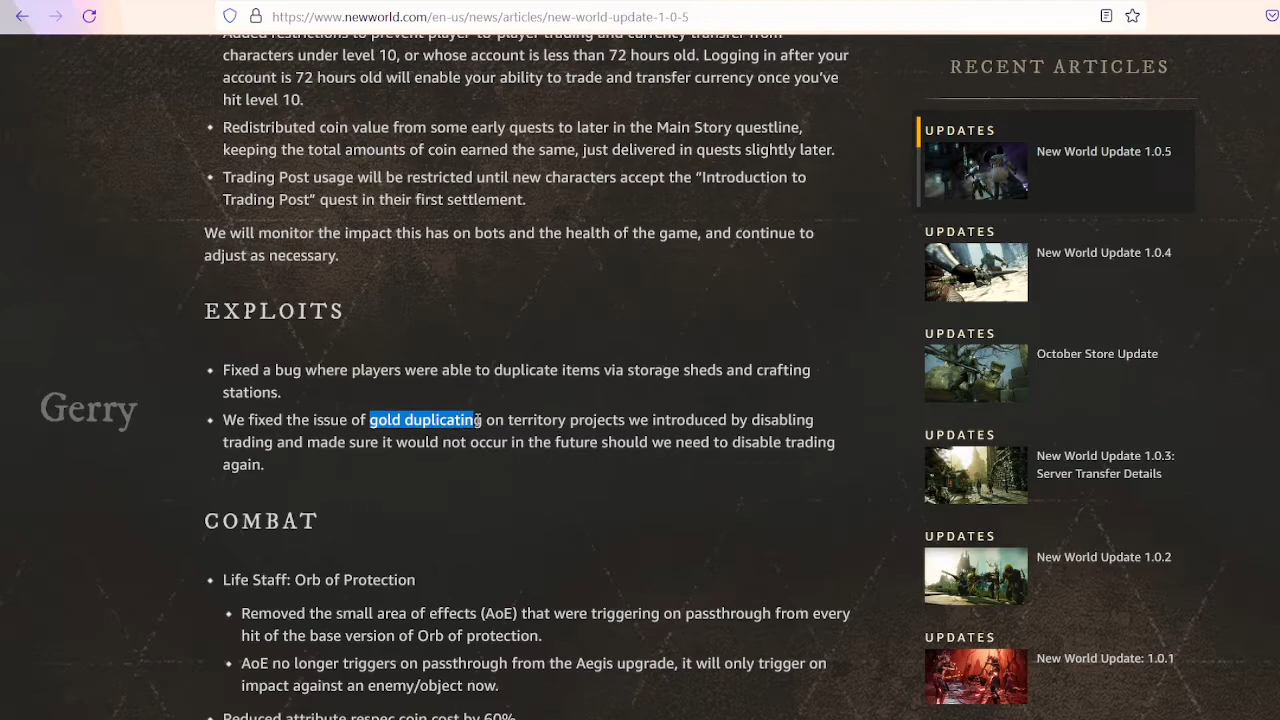 https://www.newworld.com/en-us/news/articles/new-world-update-1-0-5
Added restrictions to prevent player-to-player trading and currency transfer from
characters under level 10, or whose account is less than 72 hours old. Logging in after your
account is 72 hours old will enable your ability to trade and transfer currency once you’ve
hit level 10.
Redistributed coin value from some early quests to later in the Main Story questline,
keeping the total amounts of coin earned the same, just delivered in quests slightly later.
Trading Post usage will be restricted until new characters accept the “Introduction to
Trading Post” quest in their first settlement.
We will monitor the impact this has on bots and the health of the game, and continue to
adjust as necessary.
EXPLOITS
Fixed a bug where players were able to duplicate items via storage sheds and crafting
stations.
We fixed the issue of gold duplicating on territory projects we introduced by disabling
trading and made sure it would not occur in the future should we need to disable trading
again.
COMBAT
Life Staff: Orb of Protection
Removed the small area of effects (AoE) that were triggering on passthrough from every
hit of the base version of Orb of protection.
AoE no longer triggers on passthrough from the Aegis upgrade, it will only trigger on
impact against an enemy/object now.
Reduced attribute respec coin cost by 60%
Gerry
RECENT ARTICLES
UPDATES
New World Update 1.0.5
UPDATES
New World Update 1.0.4
UPDATES
October Store Update
UPDATES
New World Update 1.0.3:
Server Transfer Details
UPDATES
New World Update 1.0.2
UPDATES
New World Update: 1.0.1